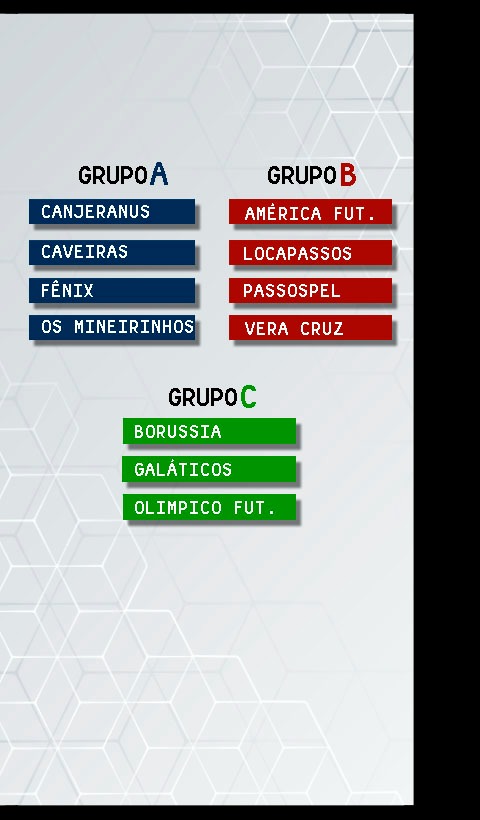 GRUPO A
CANJERANUS
CAVEIRAS
FÊNIX
OS MINEIRINHOS
GRUPO B
AMÉRICA FUT.
LOCAPASSOS
PASSOSPEL
VERA CRUZ
GRUPO C
BORUSSIA
GALÁTICOS
OLIMPICO FUT.